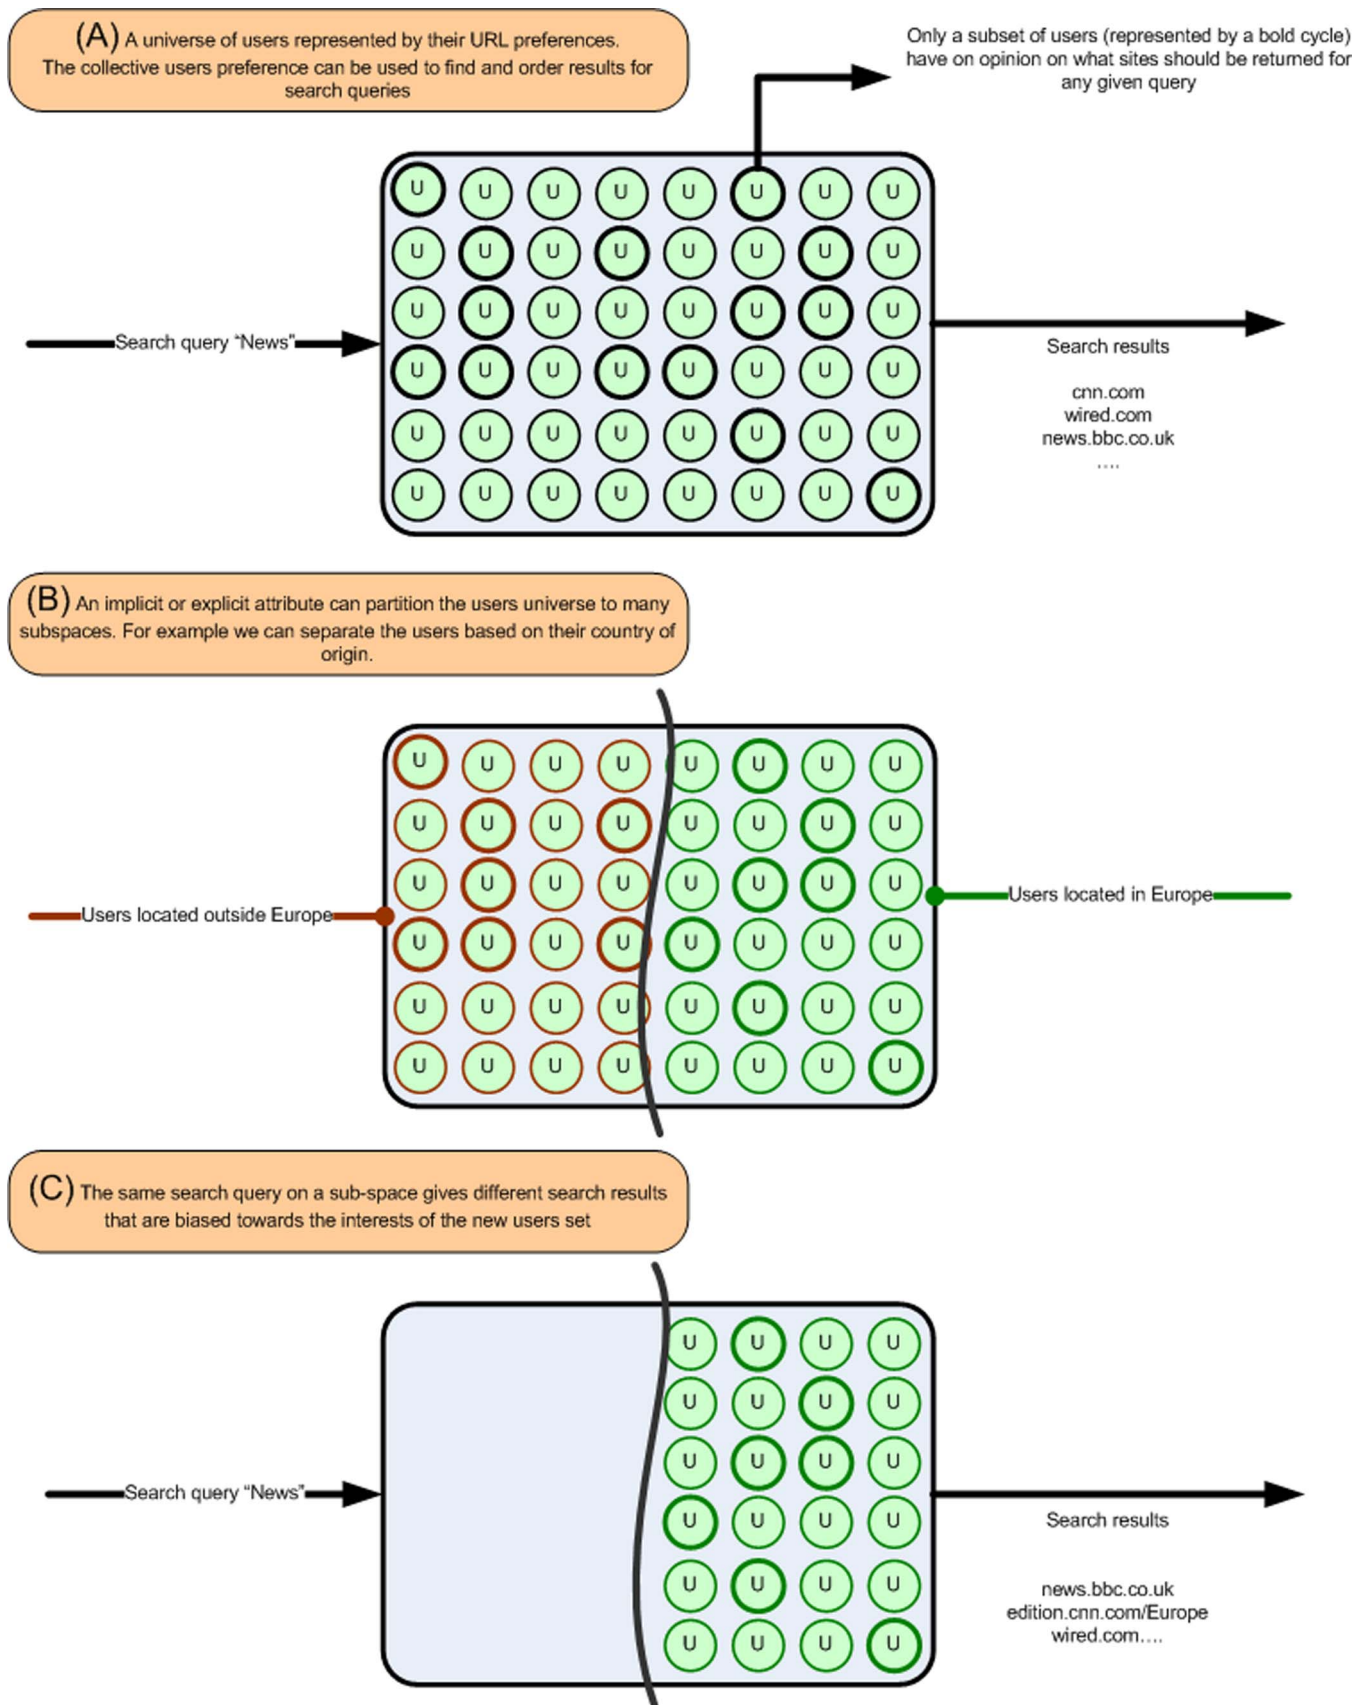 (A) A universe of users represented by their URL preferences.
The collective users preference can be used to find and order results for
search queries
Only a subset of users (represented by a bold cycle)
have on opinion on what sites should be returned for
any given query
U U U U U U U U
U U U U U U U U
U U U U U U U U
Search query “News”
Search results
U U U U U U U U
cnn.com
wired.com
news.bbc.co.uk
....
U U U U U U U U
U U U U U U U U
(B) An implicit or explicit attribute can partition the users universe to many
subspaces. For example we can separate the users based on their country of
origin.
U U U U U U U U
U U U U U U U U
U U U U U U U U
Users located outside Europe
Users located in Europe
U U U U U U U U
U U U U U U U U
U U U U U U U U
(C) The same search query on a sub-space gives different search results
that are biased towards the interests of the new users set
U U U U
U U U U
U U U U
Search query “News”
Search results
U U U U
U U U U
U U U U
news.bbc.co.uk
edition.cnn.com/Europe
wired.com....